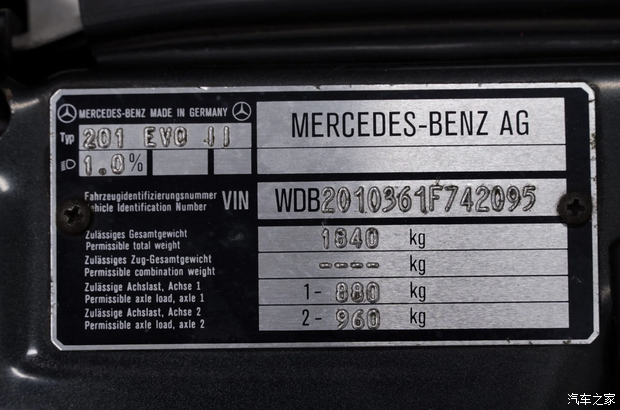 MERCEDES-BENZ MADE IN GERMANY
MERCEDES-BENZ AG
Typ 201 EVO II
1.0%
Fahrzeugidentifizierungsnummer
Vehicle Identification Number
VIN
WDB2010361F742095
Zulässiges Gesamtgewicht
Permissible total weight
1840 kg
Zulässiges Zug-Gesamtgewicht
Permissible combination weight
---- kg
Zulässige Achslast, Achse 1
Permissible axle load, axle 1
1- 880 kg
Zulässige Achslast, Achse 2
Permissible axle load, axle 2
2- 960 kg
汽车之家